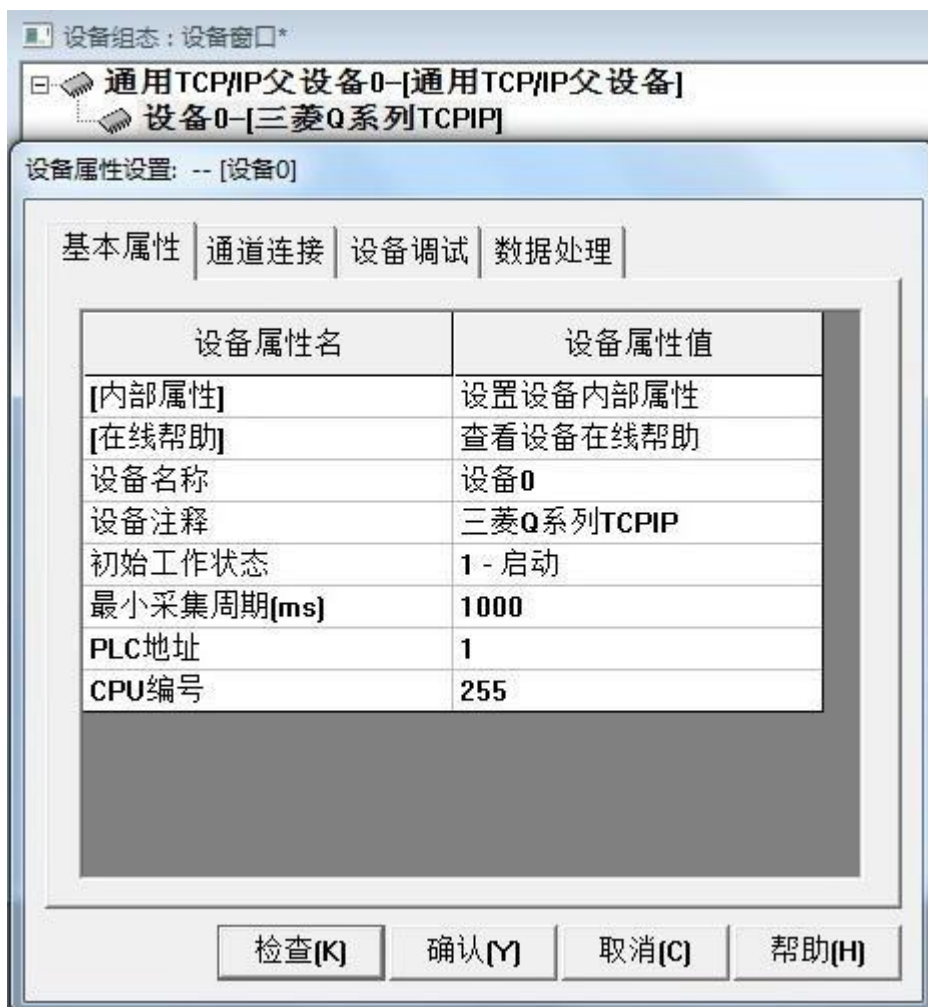 设备组态：设备窗口*
通用TCP/IP父设备0-[通用TCP/IP父设备]
设备0-[三菱Q系列TCPIP]
设备属性设置: -- [设备0]
基本属性 通道连接 设备调试 数据处理
设备属性名 设备属性值
[内部属性] 设置设备内部属性
[在线帮助] 查看设备在线帮助
设备名称 设备0
设备注释 三菱Q系列TCPIP
初始工作状态 1 - 启动
最小采集周期(ms) 1000
PLC地址 1
CPU编号 255
检查(K) 确认(Y) 取消(C) 帮助(H)